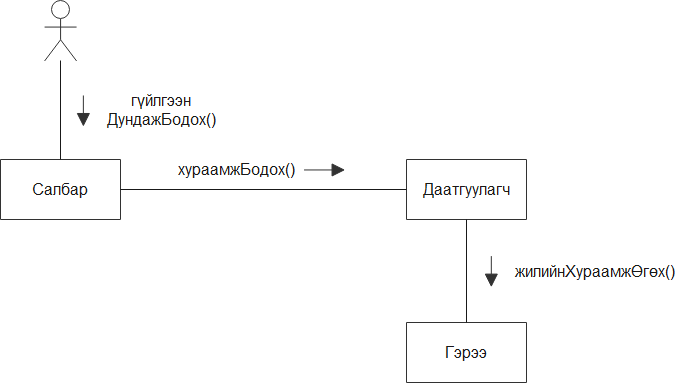 гүйлгээн
ДундажБодох()
хураамжБодох()
Салбар
Даатгуулагч
жилийнХураамжӨгөх()
Гэрээ